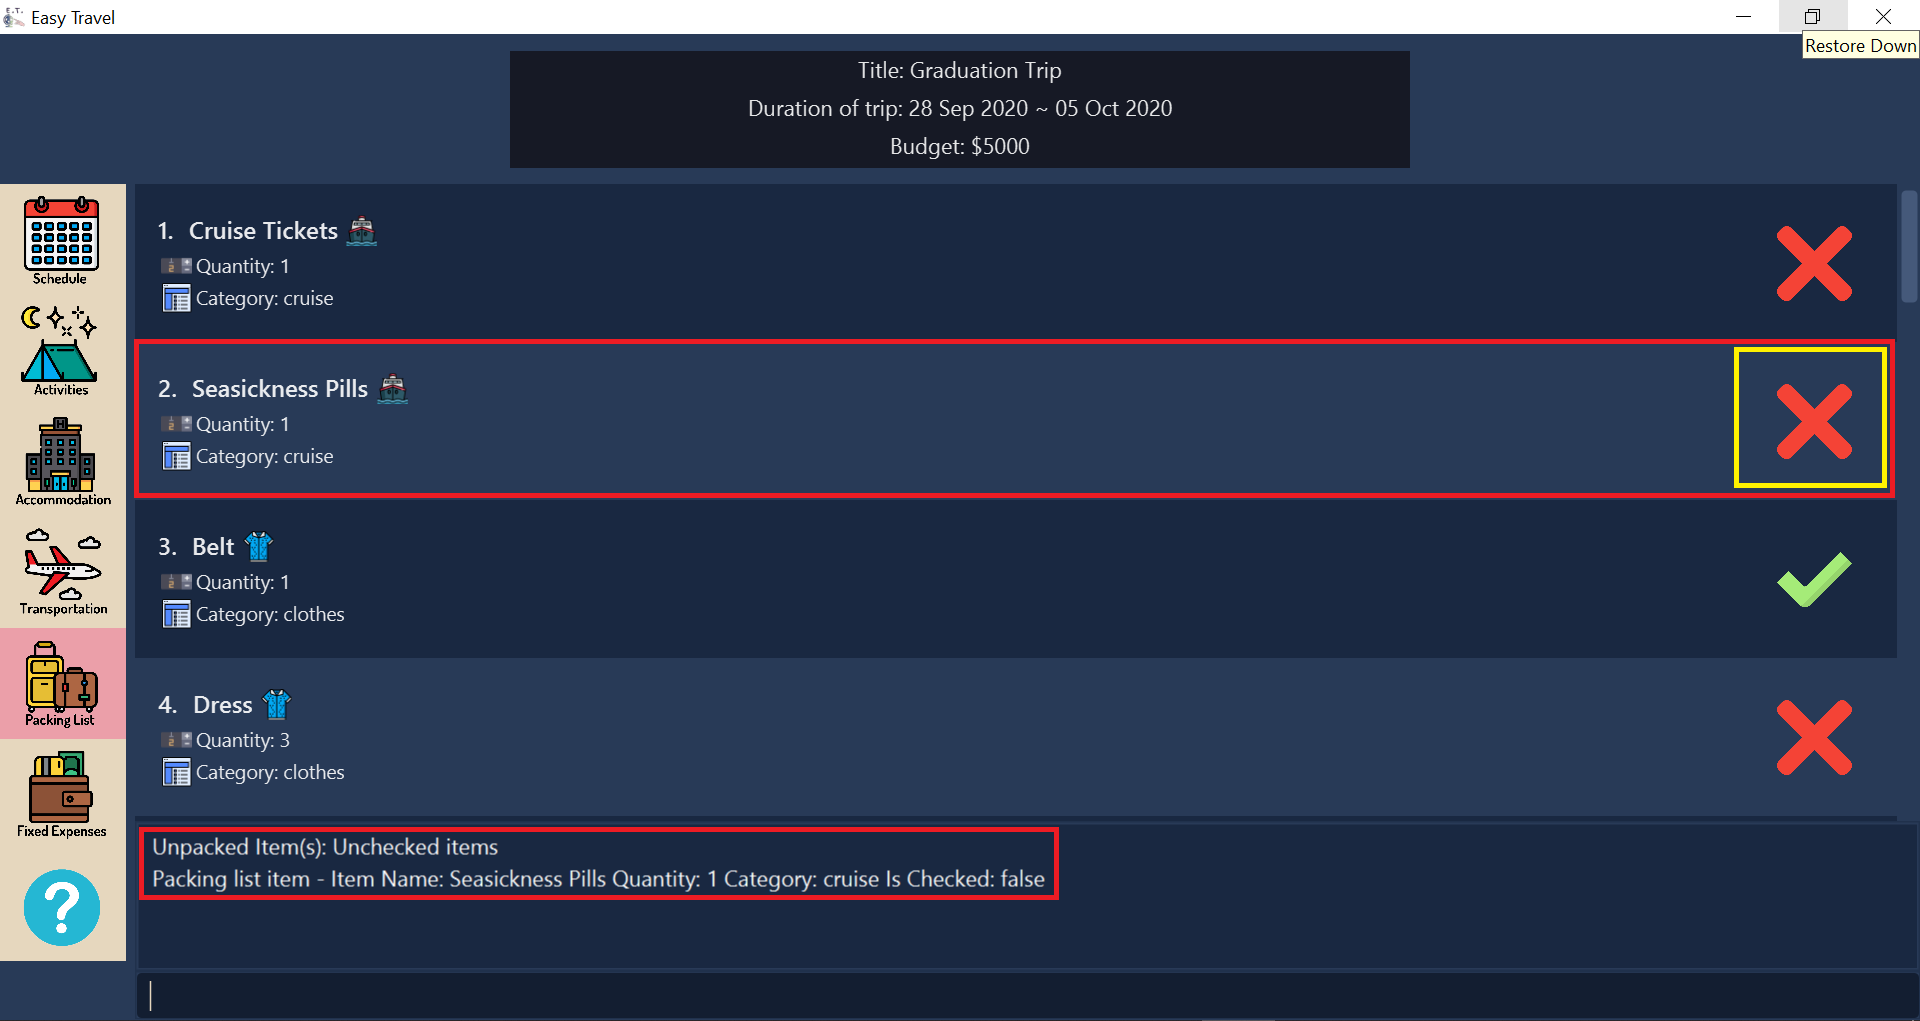 E.T.
Easy Travel
Restore Down
Title: Graduation Trip
Duration of trip: 28 Sep 2020 ~ 05 Oct 2020
Budget: $5000
Schedule
Activities
Accommodation
Transportation
Packing List
Fixed Expenses
?
1. Cruise Tickets
Quantity: 1
Category: cruise
2. Seasickness Pills
Quantity: 1
Category: cruise
3. Belt
Quantity: 1
Category: clothes
4. Dress
Quantity: 3
Category: clothes
Unpacked Item(s): Unchecked items
Packing list item - Item Name: Seasickness Pills Quantity: 1 Category: cruise Is Checked: false